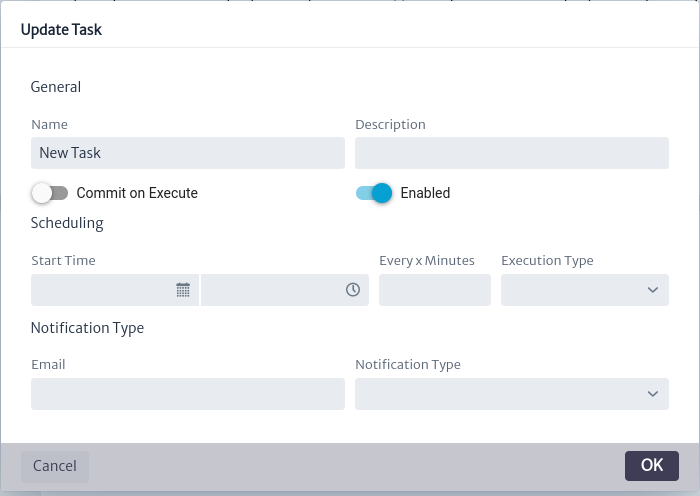 Update Task
General
Name Description
New Task
Commit on Execute Enabled
Scheduling
Start Time Every x Minutes Execution Type
Notification Type
Email Notification Type
Cancel OK